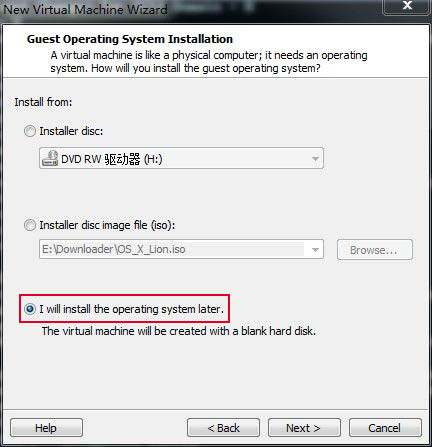 New Virtual Machine Wizard
Guest Operating System Installation
A virtual machine is like a physical computer; it needs an operating
system. How will you install the guest operating system?
Install from:
Installer disc:
DVD RW 驱动器 (H:)
Installer disc image file (iso):
E:\Downloader\OS_X_Lion.iso
Browse...
I will install the operating system later.
The virtual machine will be created with a blank hard disk.
Help
< Back
Next >
Cancel